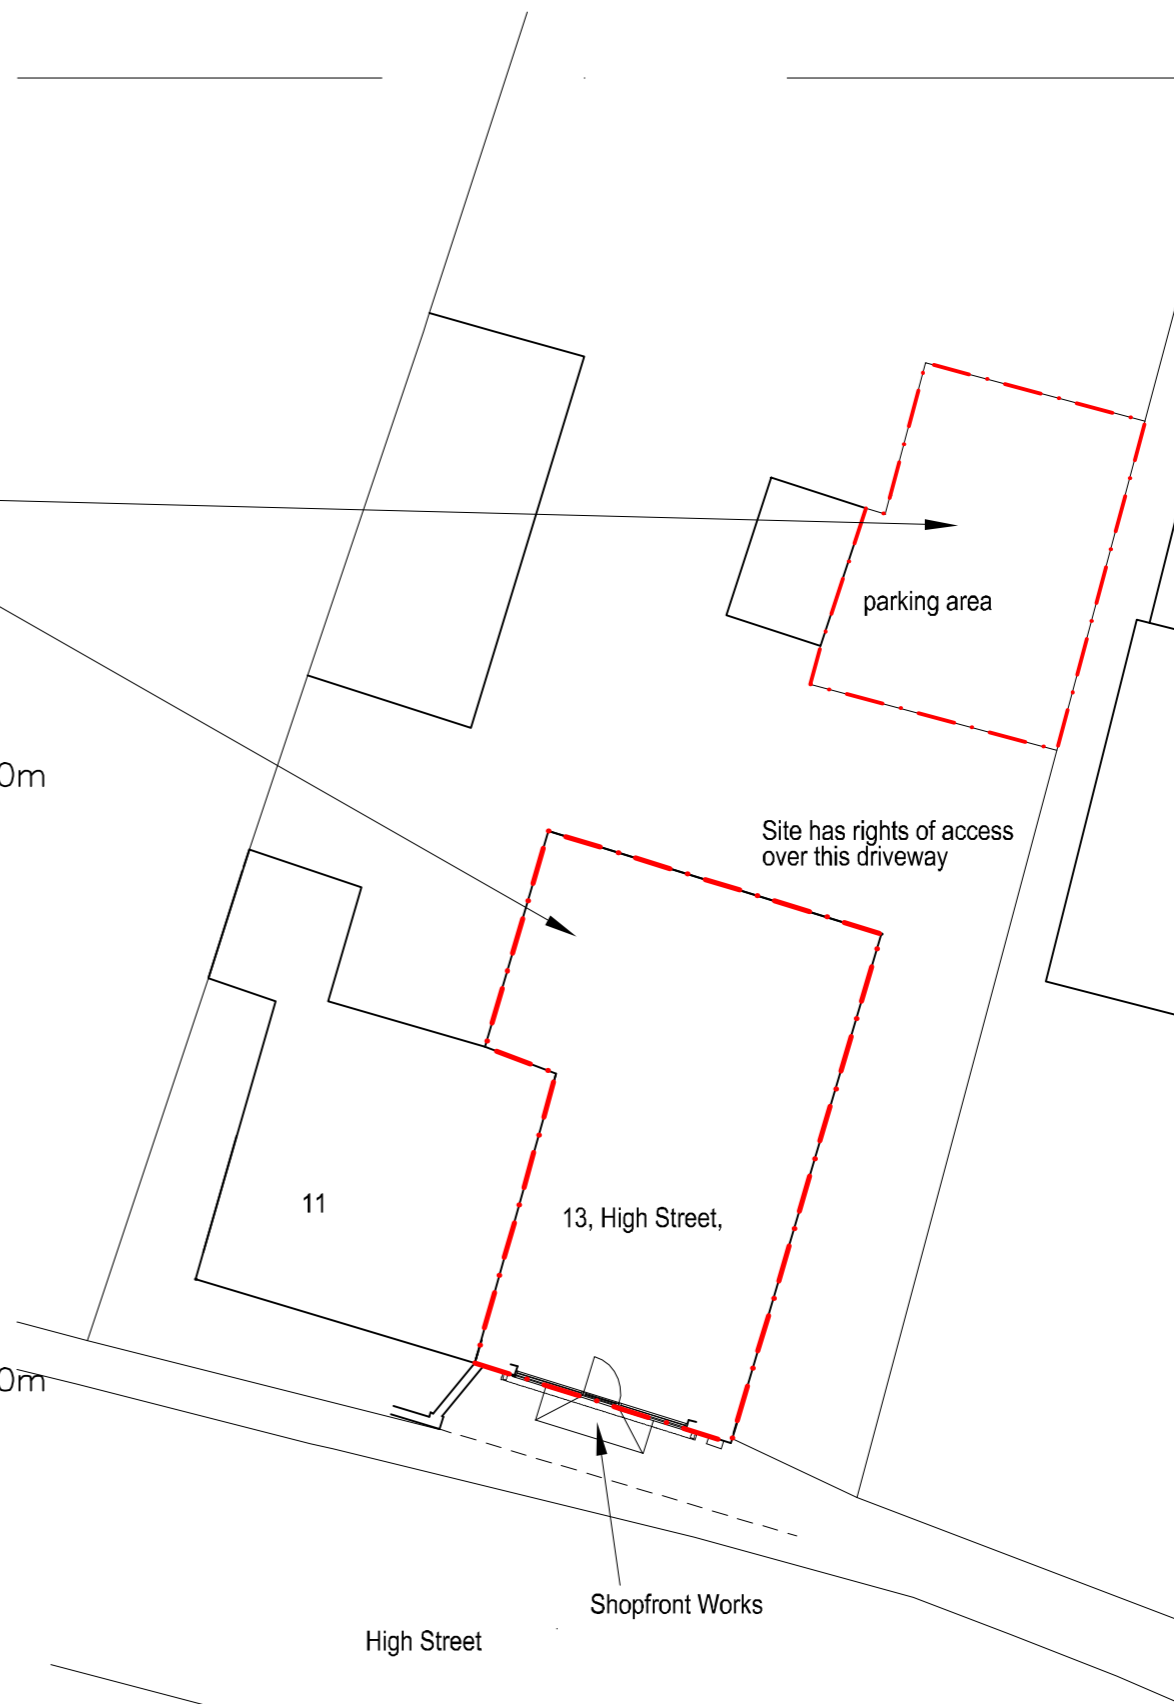 parking area
0m
Site has rights of access
over this driveway
11
13, High Street,
0m
Shopfront Works
High Street